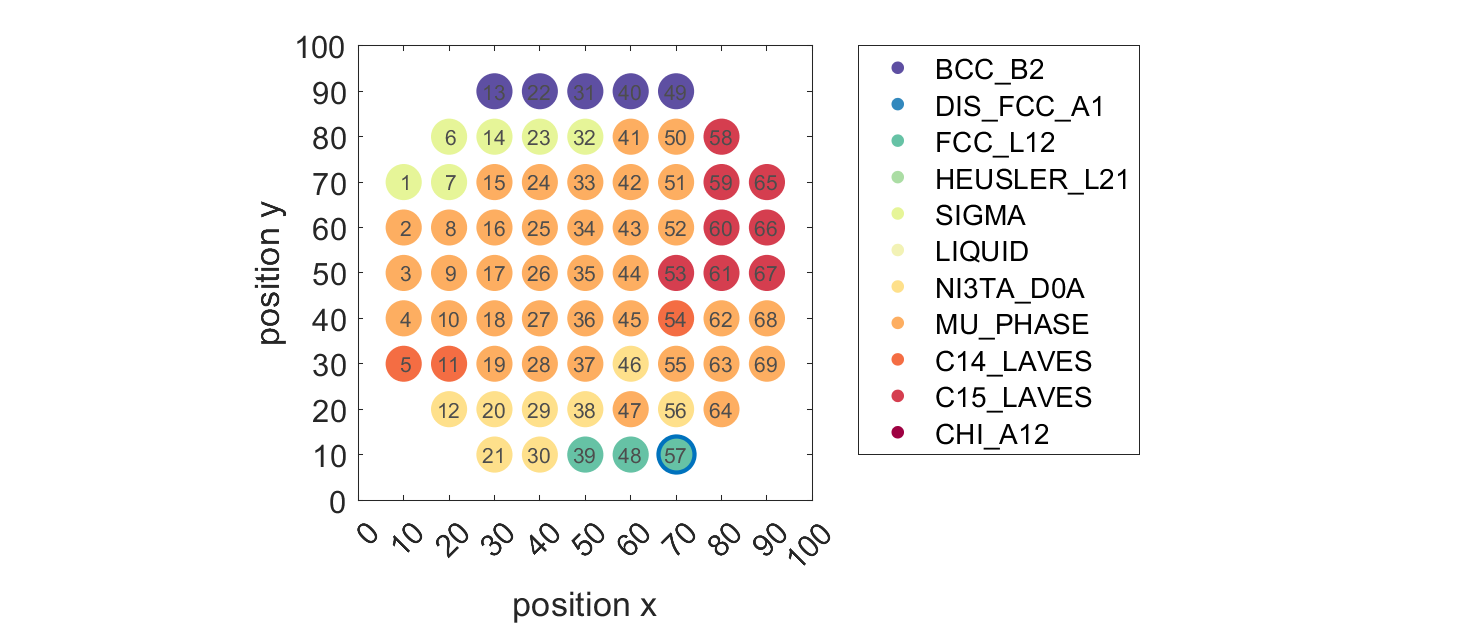 100
90
80
70
60
50
40
30
20
10
0
position y
13 22 31 40 49
6 14 23 32 41 50 58
1 7 15 24 33 42 51 59 65
2 8 16 25 34 43 52 60 66
3 9 17 26 35 44 53 61 67
4 10 18 27 36 45 54 62 68
5 11 19 28 37 46 55 63 69
12 20 29 38 47 56 64
21 30 39 48 57
0 10 20 30 40 50 60 70 80 90 100
position x
BCC_B2
DIS_FCC_A1
FCC_L12
HEUSLER_L21
SIGMA
LIQUID
NI3TA_D0A
MU_PHASE
C14_LAVES
C15_LAVES
CHI_A12